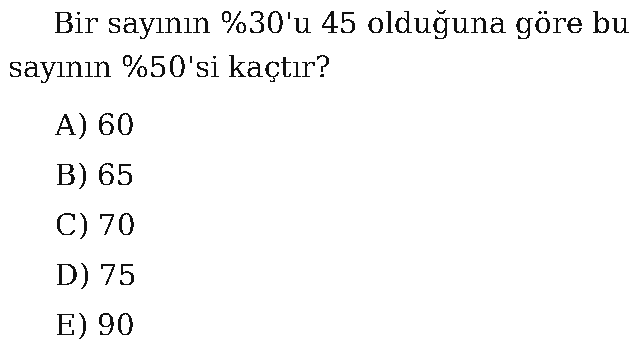 Bir sayının %30'u 45 olduğuna göre bu
sayının %50'si kaçtır?
A) 60
B) 65
C) 70
D) 75
E) 90